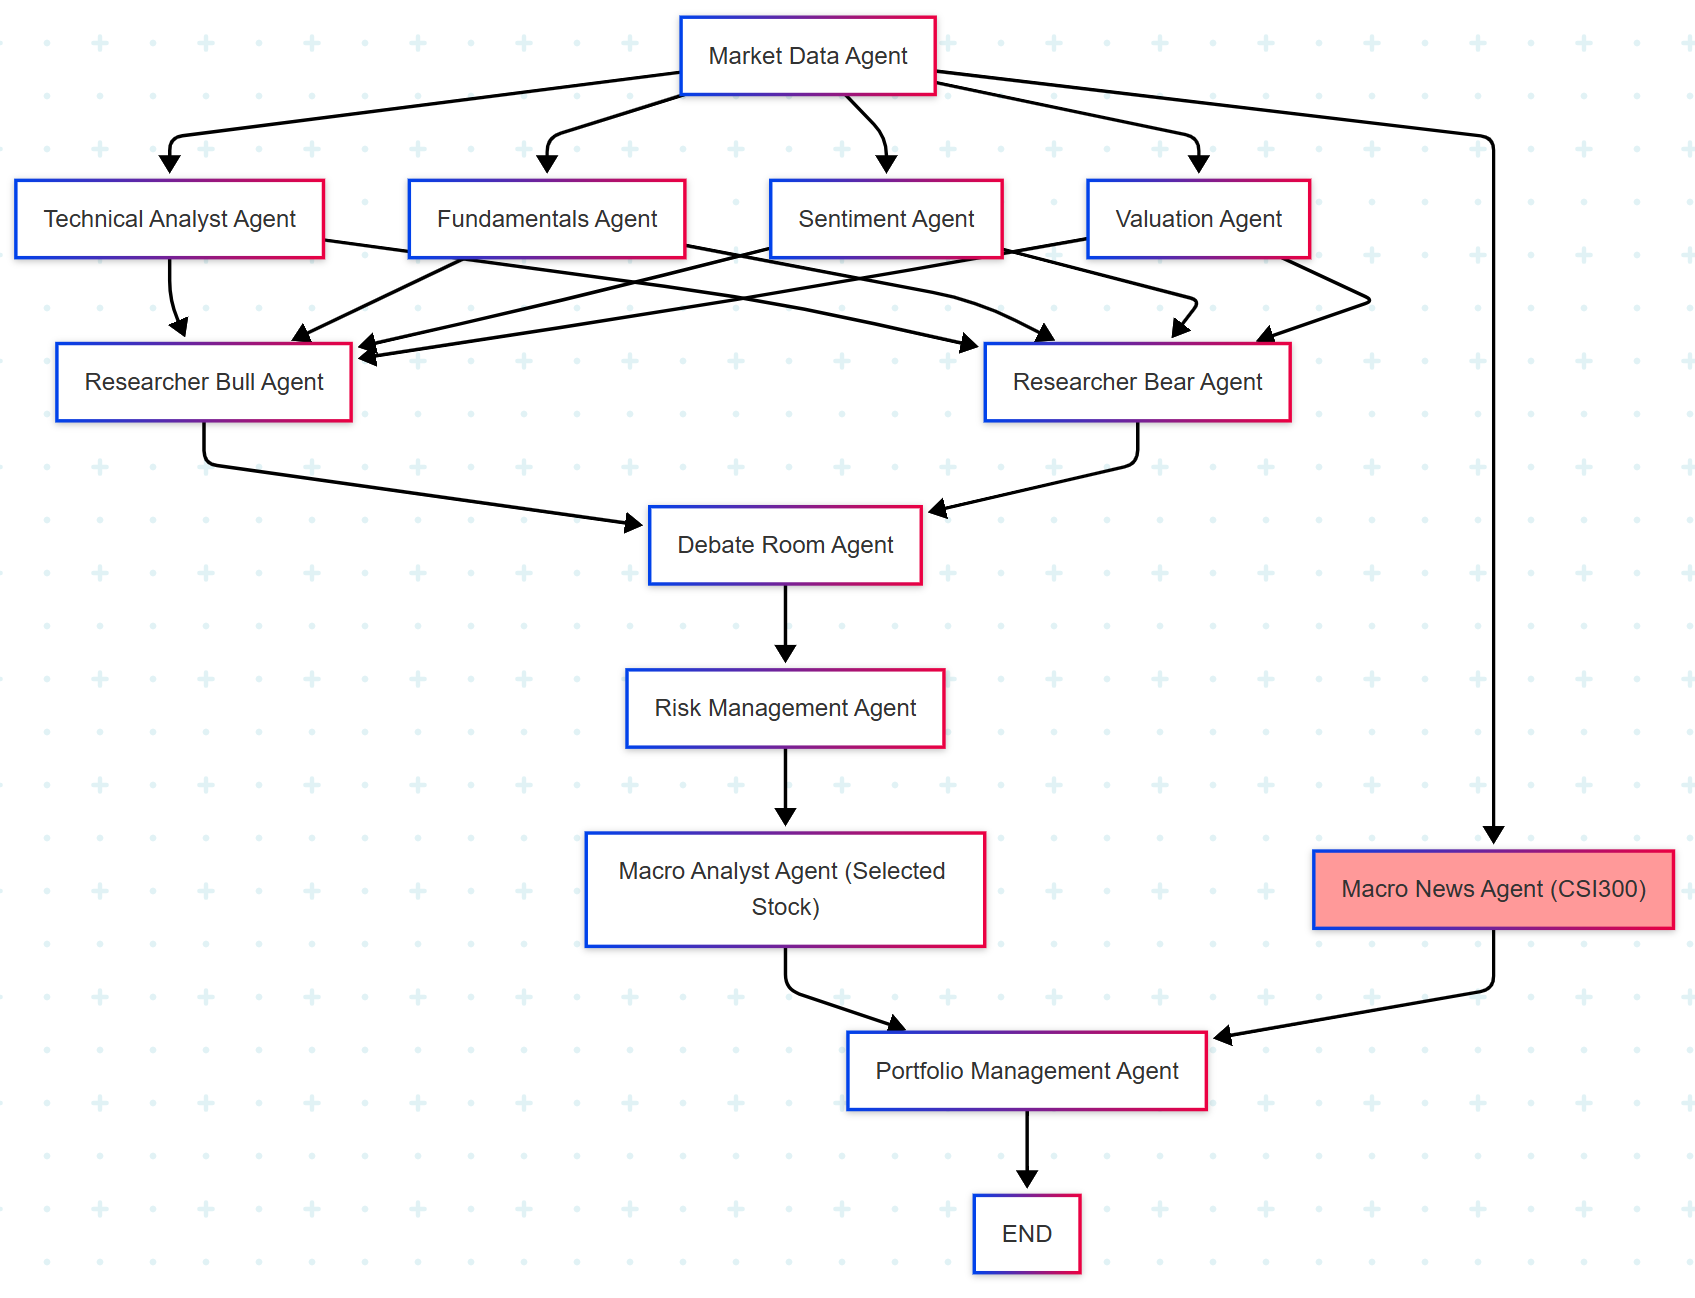 Market Data Agent
Technical Analyst Agent
Fundamentals Agent
Sentiment Agent
Valuation Agent
Researcher Bull Agent
Researcher Bear Agent
Debate Room Agent
Risk Management Agent
Macro Analyst Agent (Selected
Stock)
Macro News Agent (CSI300)
Portfolio Management Agent
END